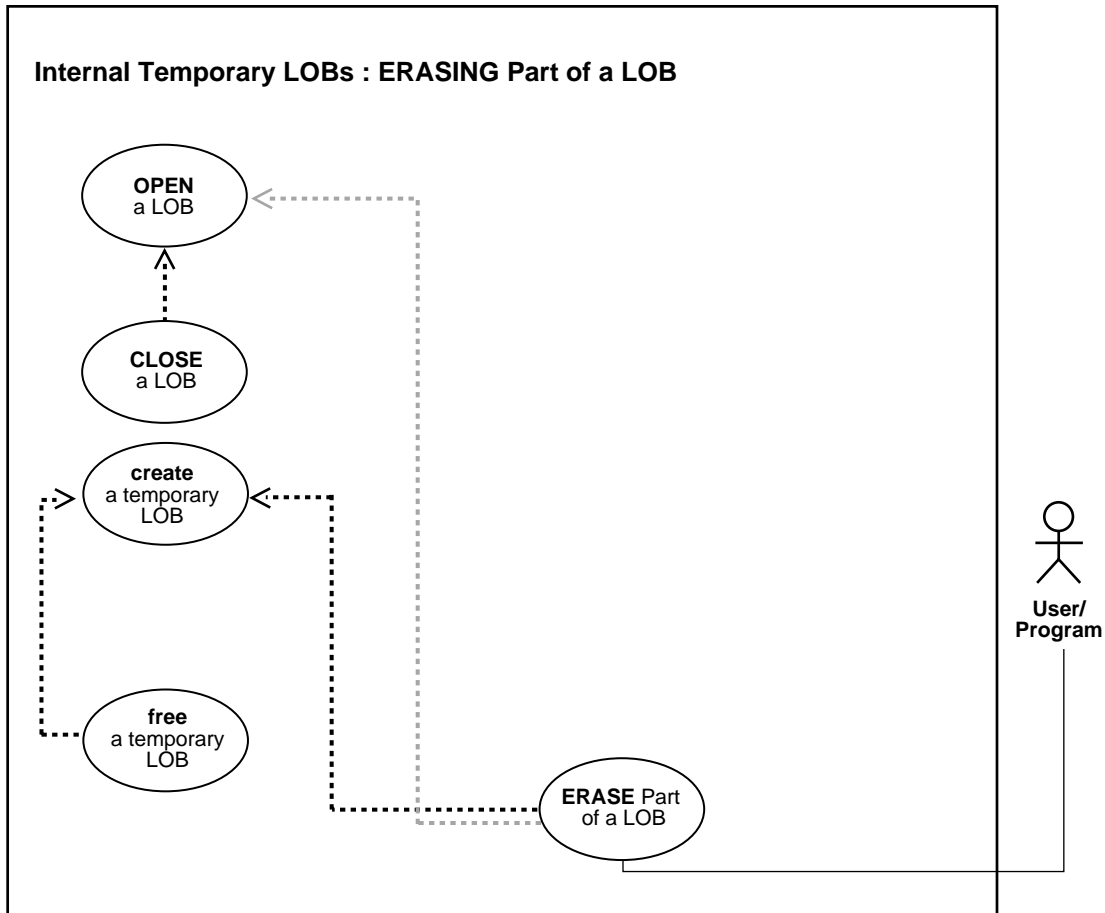 Internal Temporary LOBs : ERASING Part of a LOB
OPEN
a LOB
CLOSE
a LOB
create
a temporary
LOB
User/
Program
free
a temporary
LOB
ERASE Part
of a LOB